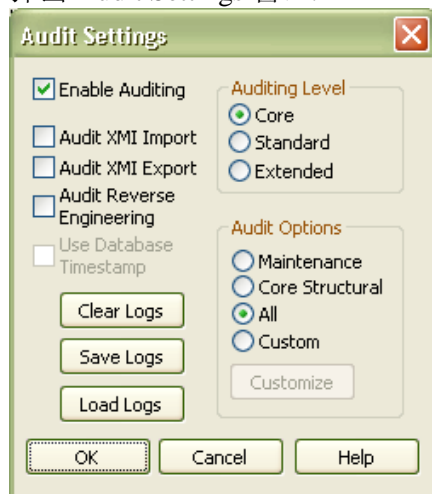 Audit Settings
Enable Auditing
Audit XMI Import
Audit XMI Export
Audit Reverse
Engineering
Use Database
Timestamp
Clear Logs
Save Logs
Load Logs
Auditing Level
Core
Standard
Extended
Audit Options
Maintenance
Core Structural
All
Custom
Customize
OK
Cancel
Help